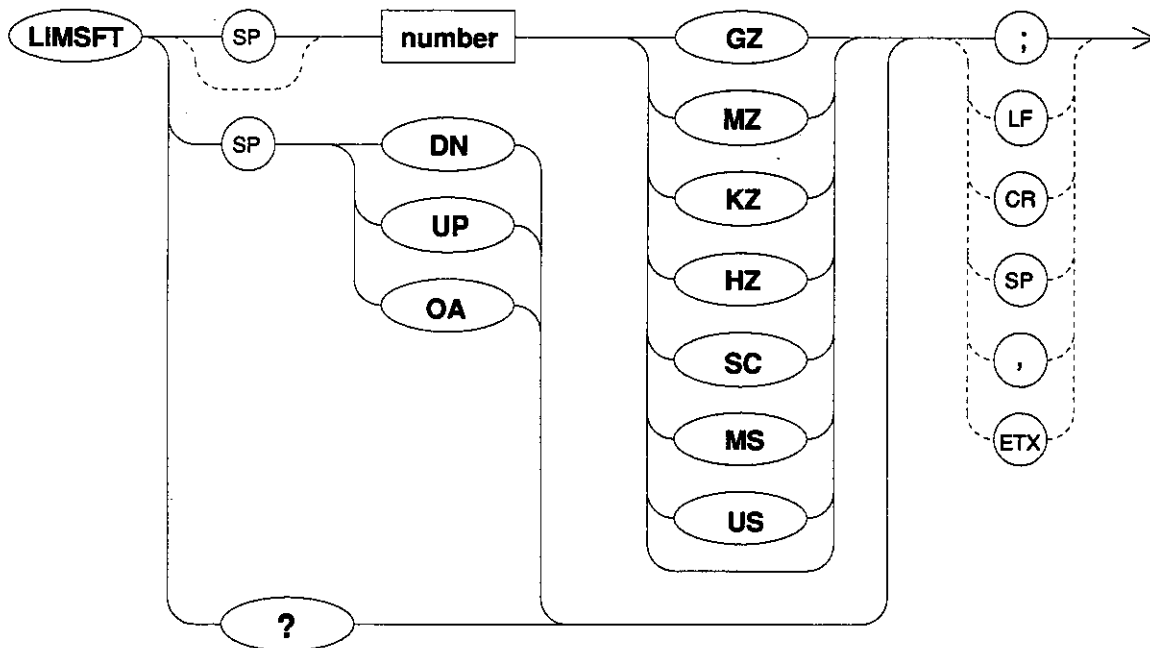 LIMSFT SP number GZ ;
MZ LF
SP DN
KZ CR
UP
HZ SP
OA
SC ,
MS ETX
US
?